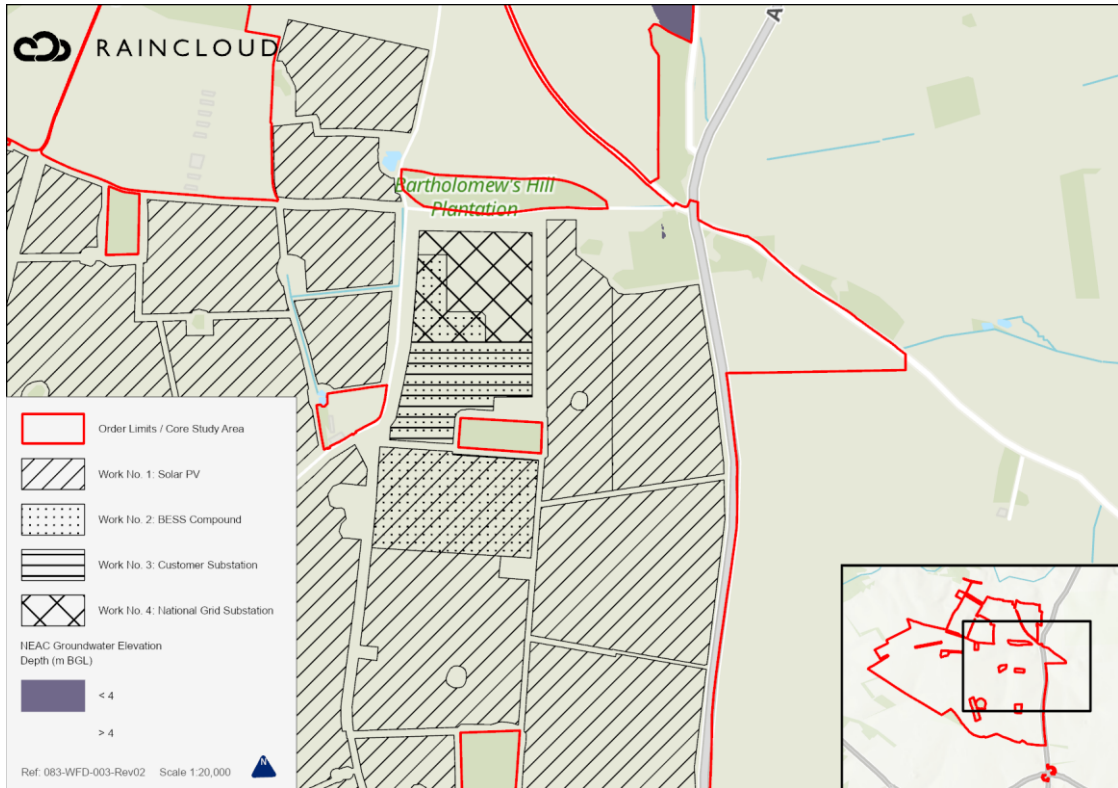 RAINCLOUD
A
Bartholomew's Hill
Plantation
Order Limits / Core Study Area
Work No. 1: Solar PV
Work No. 2: BESS Compound
Work No. 3: Customer Substation
Work No. 4: National Grid Substation
NEAC Groundwater Elevation
Depth (m BGL)
< 4
> 4
Ref: 083-WFD-003-Rev02 Scale 1:20,000
N